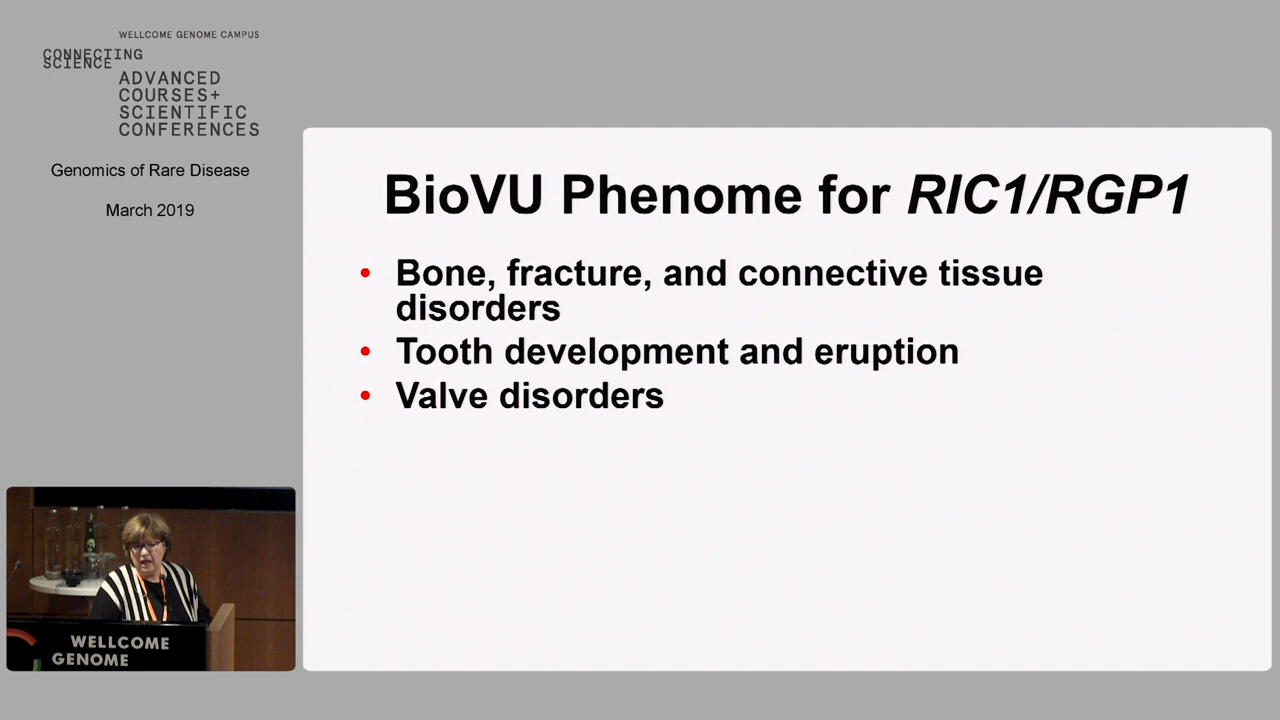 WELLCOME GENOME CAMPUS
CONNECTING
SCIENCE
ADVANCED
COURSES+
SCIENTIFIC
CONFERENCES
Genomics of Rare Disease
March 2019
BioVU Phenome for RIC1/RGP1
• Bone, fracture, and connective tissue
disorders
• Tooth development and eruption
• Valve disorders
WELLCOME
GENOME